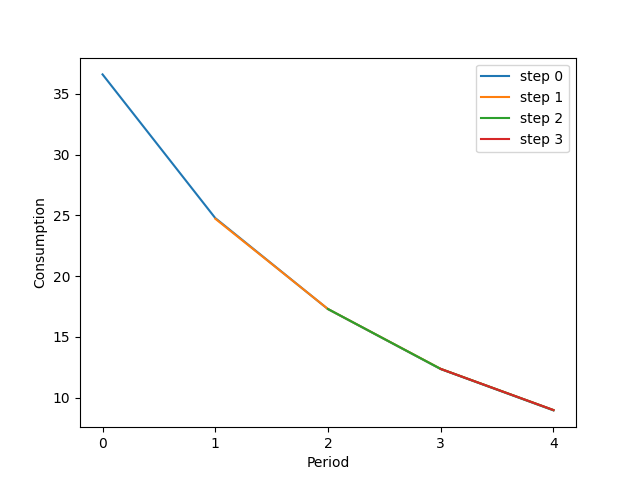 step 0
step 1
step 2
step 3
35
30
25
20
15
10
Consumption
0 1 2 3 4
Period